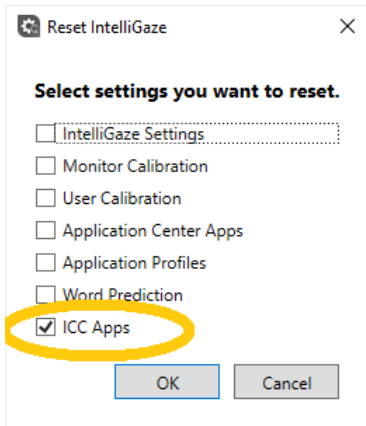 Reset IntelliGaze
Select settings you want to reset.
IntelliGaze Settings
Monitor Calibration
User Calibration
Application Center Apps
Application Profiles
Word Prediction
ICC Apps
OK Cancel